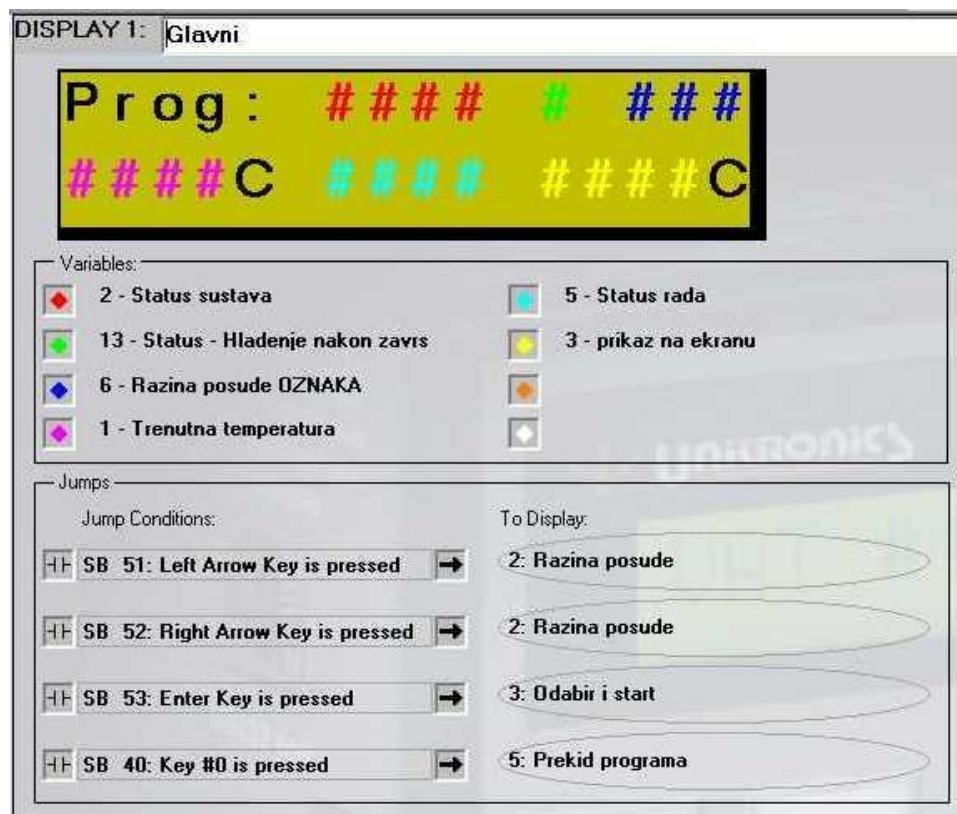 DISPLAY 1: Glavni
Prog: #### # ###
####C #### ####C
Variables:
2 - Status sustava
5 - Status rada
13 - Status - Hladenje nakon zavrs
3 - prikaz na ekranu
6 - Razina posude OZNAKA
1 - Trenutna temperatura
UNITRONICS
Jumps
Jump Conditions:
To Display:
SB 51: Left Arrow Key is pressed
2: Razina posude
SB 52: Right Arrow Key is pressed
2: Razina posude
SB 53: Enter Key is pressed
3: Odabir i start
SB 40: Key #0 is pressed
5: Prekid programa